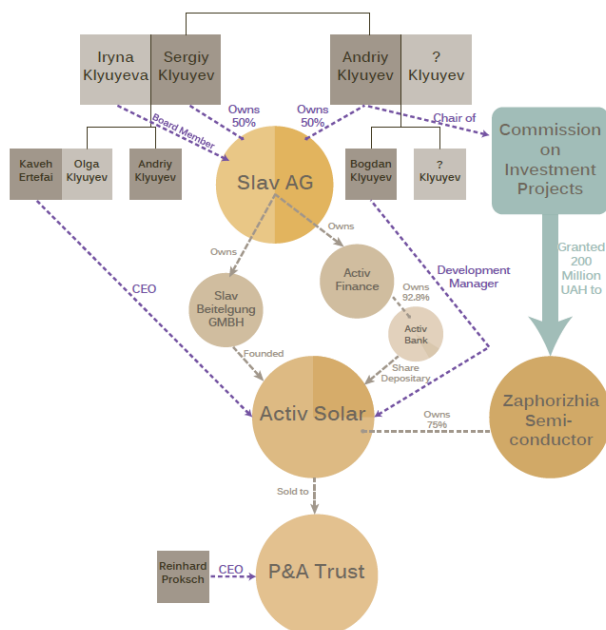 Iryna
Klyuyeva
Sergiy
Klyuyev
Andriy
Klyuyev
?
Klyuyev
Board Member
Owns
50%
Owns
50%
Chair of
Commission
on
Investment
Projects
Kaveh
Ertefai
Olga
Klyuyev
Andriy
Klyuyev
Slav AG
Bogdan
Klyuyev
?
Klyuyev
Owns
Owns
Granted
200
Million
UAH to
CEO
Slav
Beitelgung
GMBH
Activ
Finance
Development
Manager
Owns
92.8%
Activ
Bank
Founded
Share
Depositary
Activ Solar
Owns
75%
Zaphorizhia
Semi-
conductor
Sold to
P&A Trust
Reinhard
Proksch
CEO